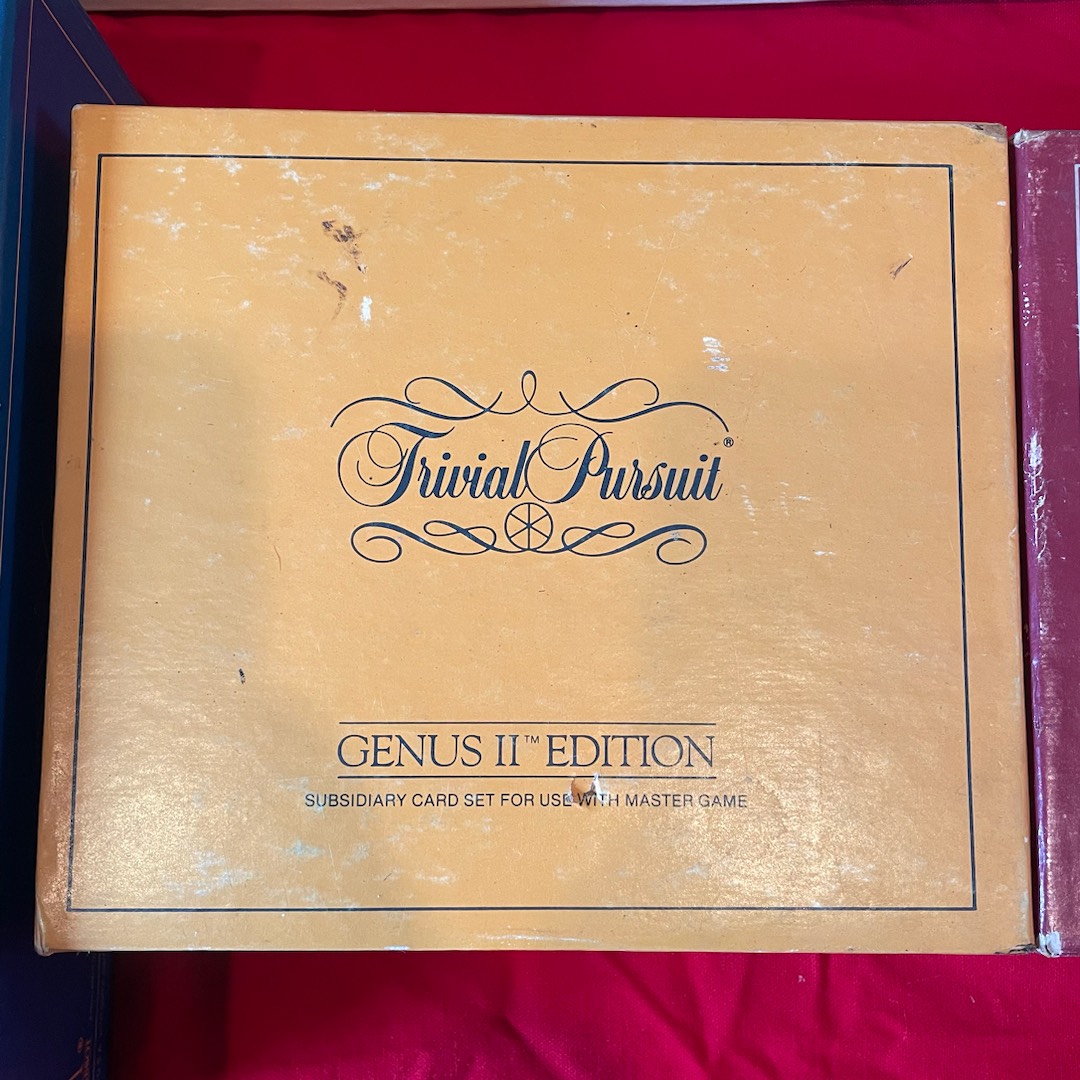 Trivial Pursuit®
GENUS II™ EDITION
SUBSIDIARY CARD SET FOR USE WITH MASTER GAME